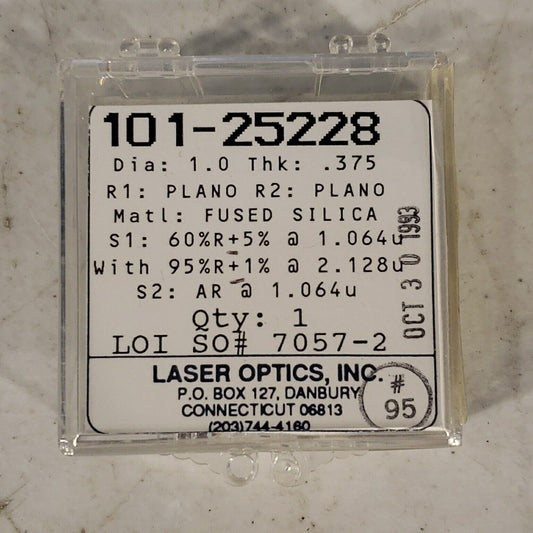 101-25228
Dia: 1.0 Thk: .375
R1: PLANO R2: PLANO
Matl: FUSED SILICA
S1: 60%R±5% @ 1.064u
With 95%R±1% @ 2.128u
S2: AR @ 1.064u
Qty: 1
LOI SO# 7057-2
OCT 30 1993
LASER OPTICS, INC.
P.O. BOX 127, DANBURY
CONNECTICUT 06813
(203)744-4160
#
95